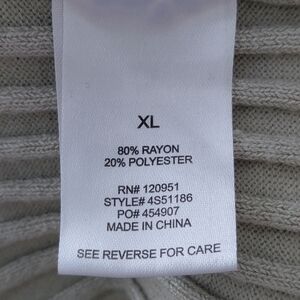 XL
80% RAYON
20% POLYESTER
RN# 120951
STYLE# 4S51186
PO# 454907
MADE IN CHINA
SEE REVERSE FOR CARE